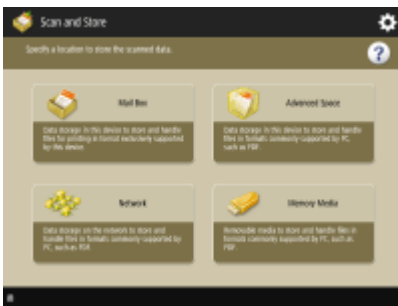 Scan and Store
Specify a location to store the scanned data.
Mail Box
Advanced Space
Data storage in this device to store and handle
files for printing in format exclusively supported
by this device.
Data storage in this device to store and handle
files in formats commonly supported by PC,
such as PDF.
Network
Memory Media
Data storage on the network to store and
handle files in formats commonly supported by
PC, such as PDF.
Removable media to store and handle files in
formats commonly supported by PC, such as
PDF.